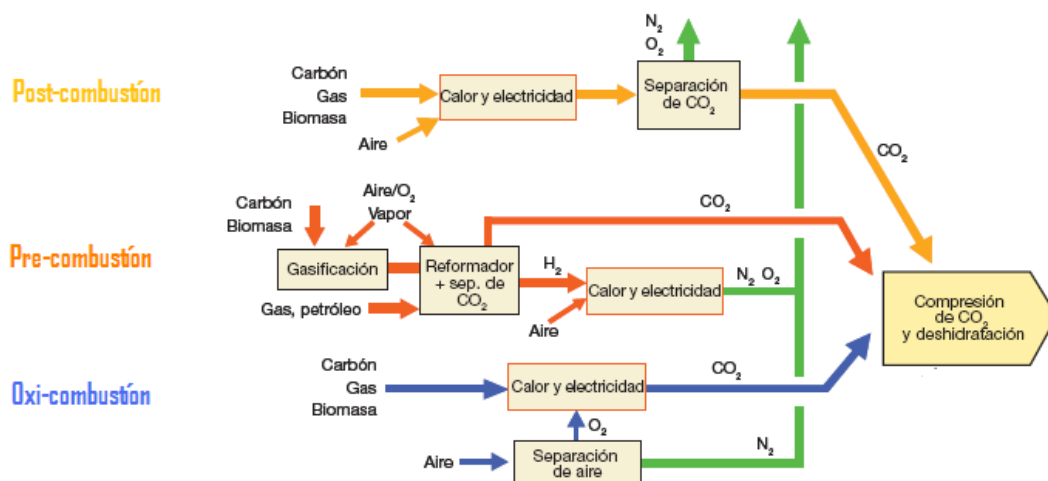 N₂
O₂
Post-combustión
Carbón
Gas
Biomasa
Aire
Calor y electricidad
Separación
de CO₂
CO₂
Pre-combustión
Carbón
Biomasa
Aire/O₂
Vapor
Gasificación
Gas, petróleo
Reformador
+ sep. de
CO₂
CO₂
H₂
Aire
Calor y electricidad
N₂ O₂
Compresión
de CO₂
y deshidratación
Oxi-combustión
Carbón
Gas
Biomasa
Calor y electricidad
CO₂
O₂
Aire
Separación
de aire
N₂